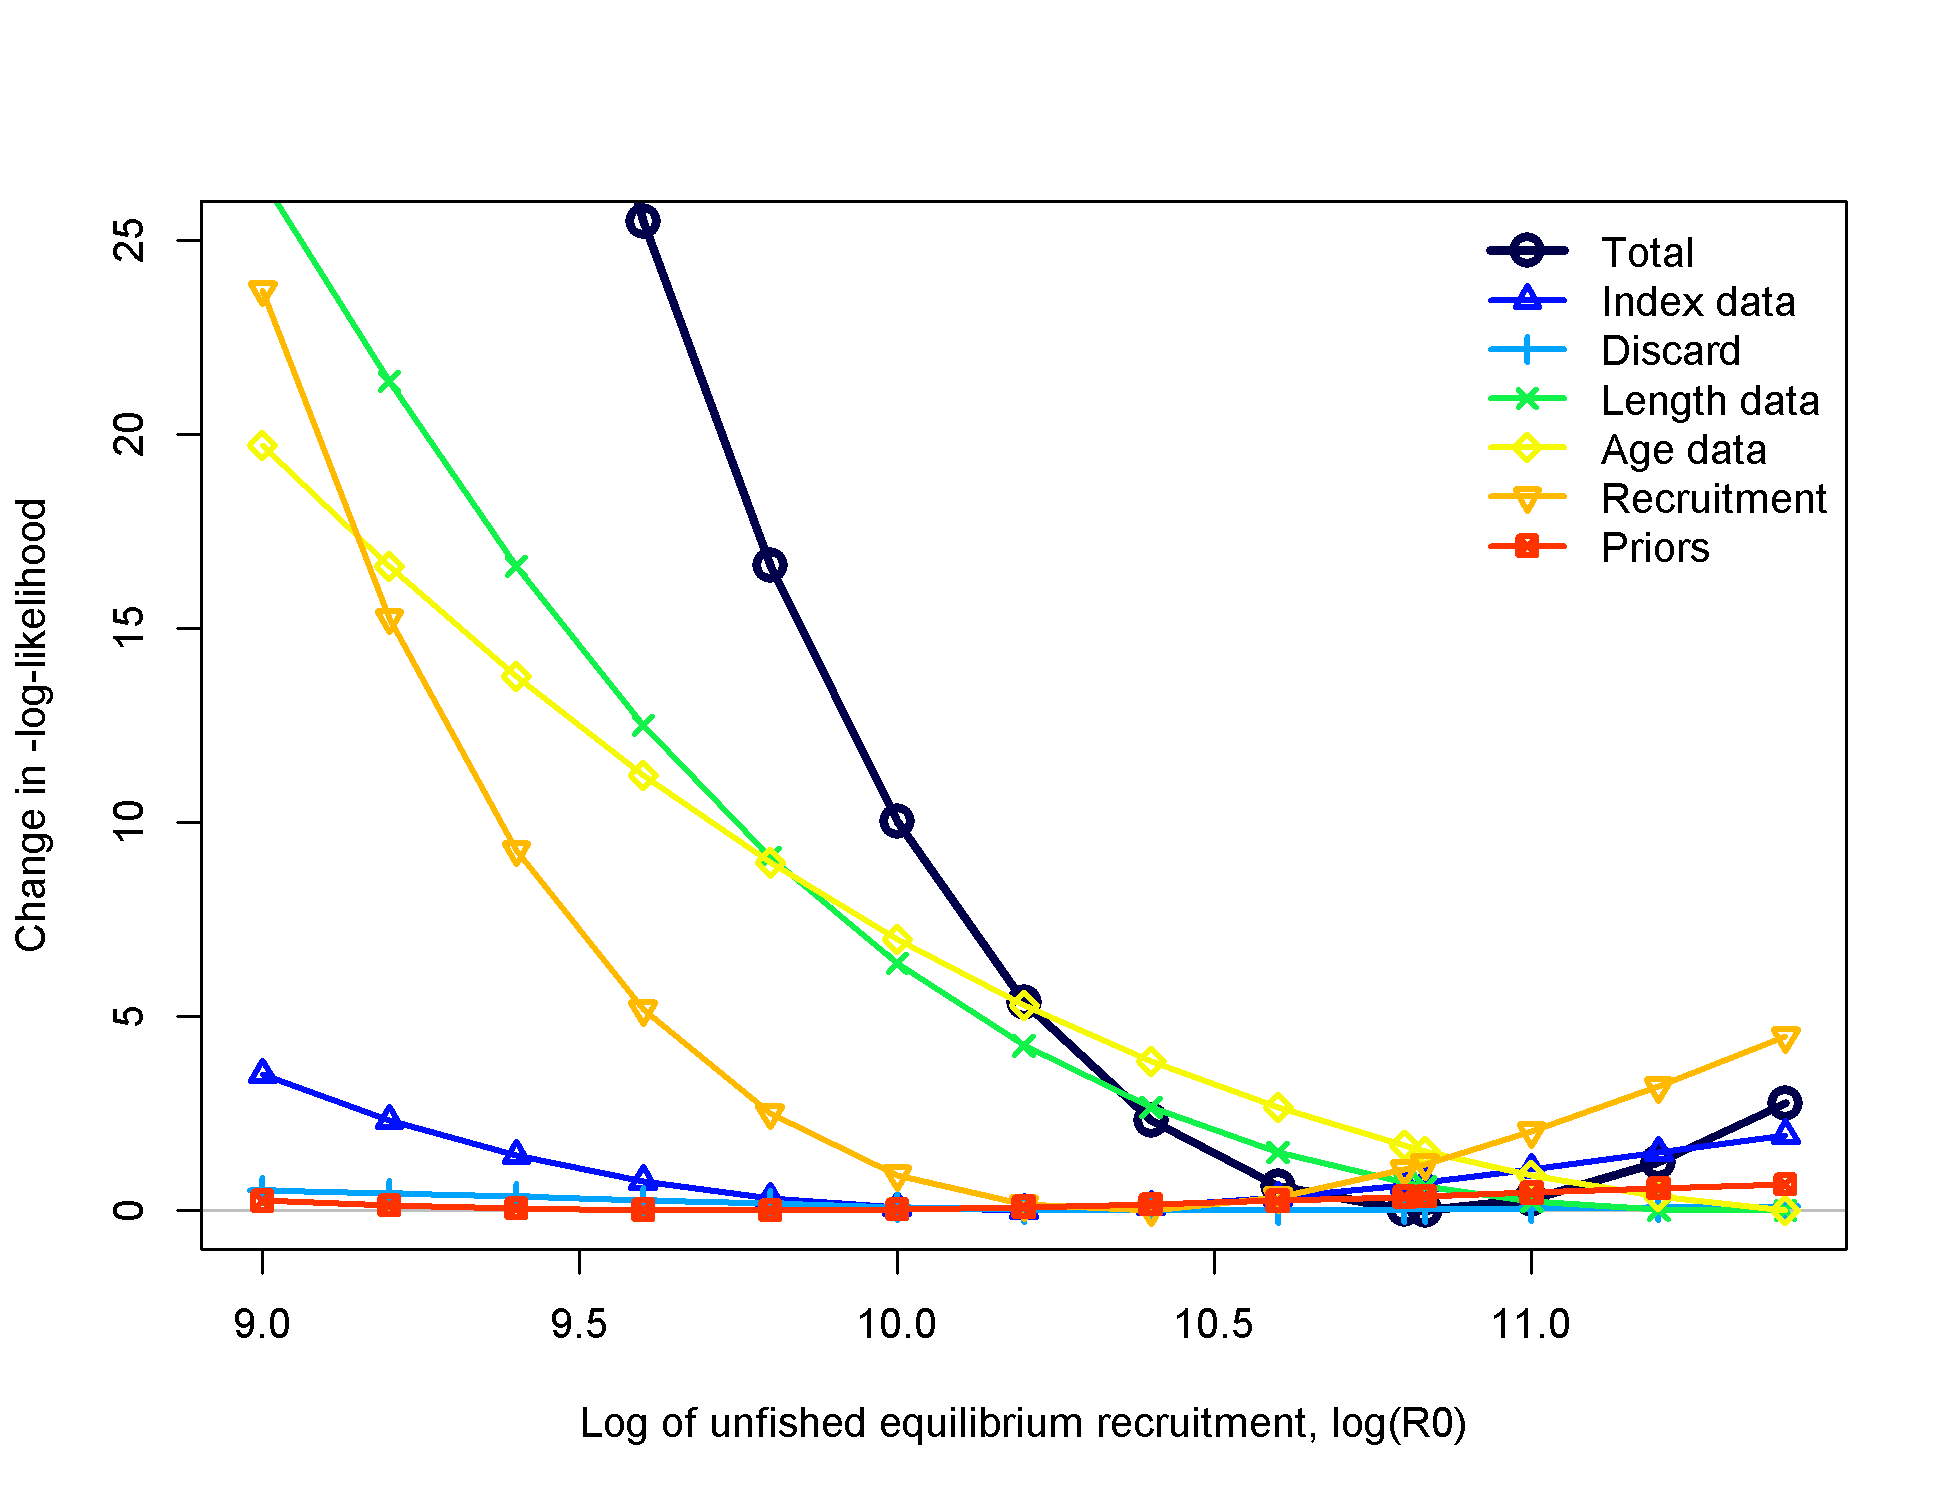 Total
Index data
Discard
Length data
Age data
Recruitment
Priors
Change in -log-likelihood
25
20
15
10
5
0
9.0 9.5 10.0 10.5 11.0
Log of unfished equilibrium recruitment, log(R0)